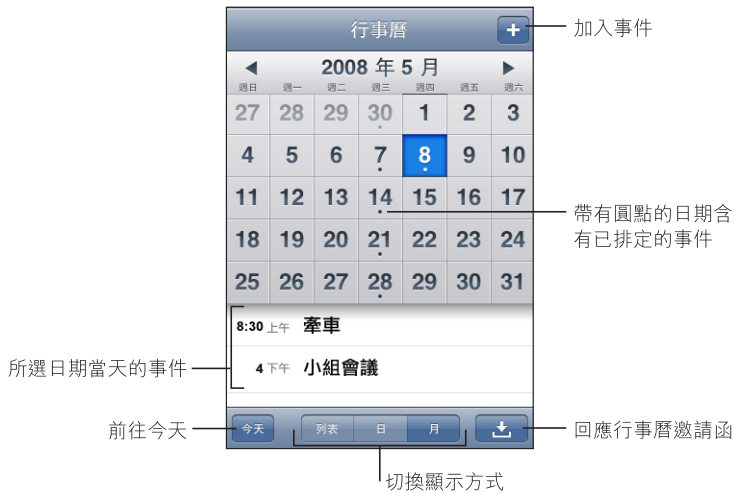 行事曆
+
加入事件
2008 年 5 月
週日 週一 週二 週三 週四 週五 週六
27 28 29 30 1 2 3
4 5 6 7 8 9 10
11 12 13 14 15 16 17
帶有圓點的日期含
有已排定的事件
18 19 20 21 22 23 24
25 26 27 28 29 30 31
8:30 上午 牽車
4 下午 小組會議
所選日期當天的事件
前往今天
今天
列表 日 月
回應行事曆邀請函
切換顯示方式